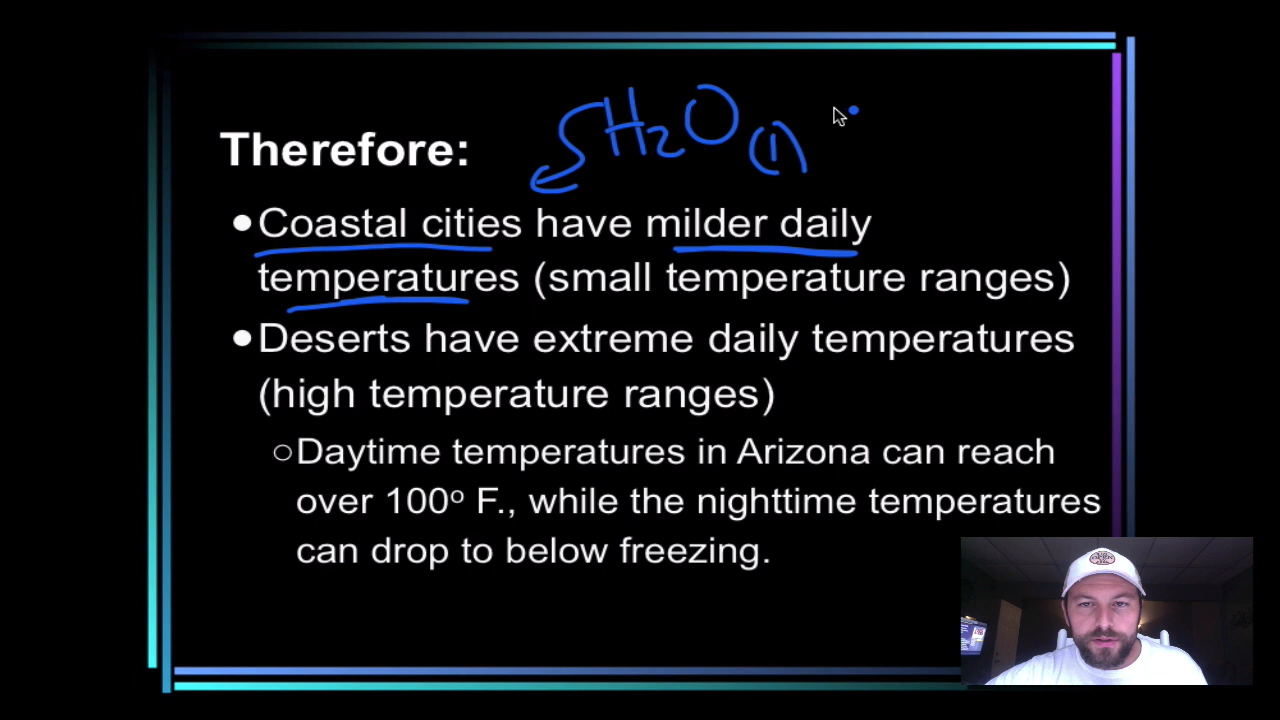 H2O(l)
Therefore:
•Coastal cities have milder daily
temperatures (small temperature ranges)
•Deserts have extreme daily temperatures
(high temperature ranges)
○Daytime temperatures in Arizona can reach
over 100º F., while the nighttime temperatures
can drop to below freezing.